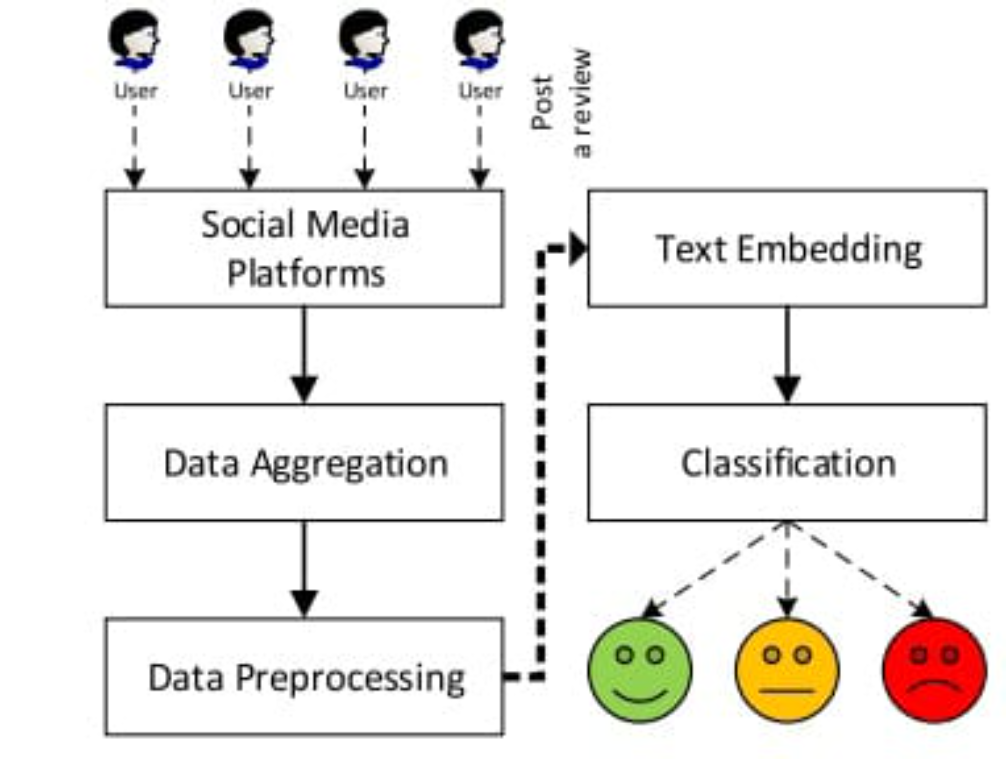 User
User
User
User
Post
a review
Social Media
Platforms
Data Aggregation
Data Preprocessing
Text Embedding
Classification